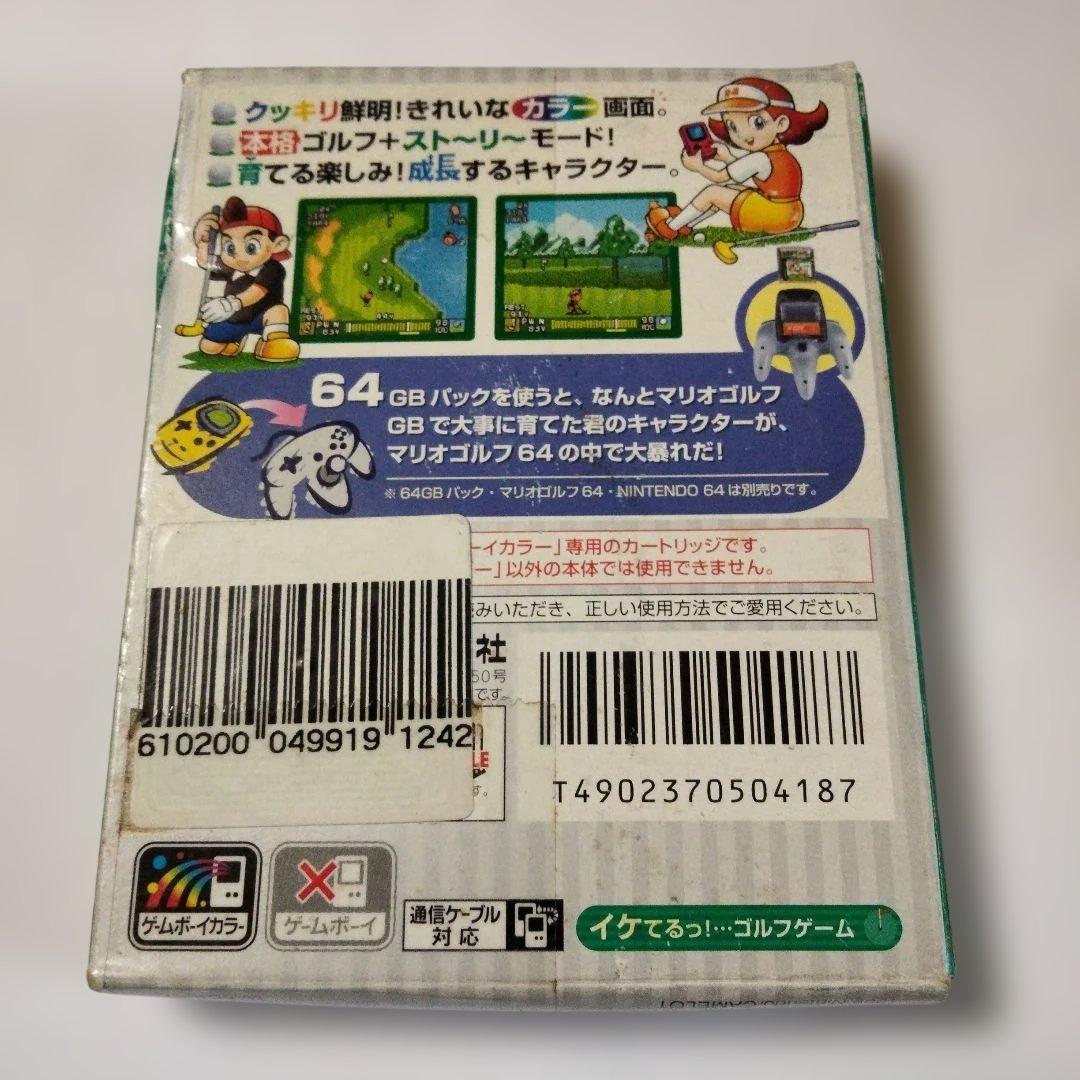 クッキリ鮮明!きれいなカラー画面。
本格ゴルフ+スト〜リ〜モード!
育てる楽しみ!成長するキャラクター。
64GBパックを使うと、なんとマリオゴルフ
GBで大事に育てた君のキャラクターが、
マリオゴルフ64の中で大暴れだ!
※64GBパック・マリオゴルフ64・NINTENDO 64は別売りです。
ーイカラー」専用のカートリッジです。
ー」以外の本体では使用できません。
みいただき、正しい使用方法でご愛用ください。
社
50号
です。
610200 049919 1242
T4902370504187
ゲームボーイカラー
ゲームボーイ
通信ケーブル
対応
イケてるっ!…ゴルフゲーム